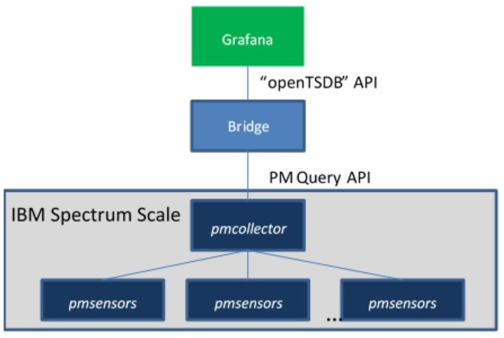 Grafana
“openTSDB” API
Bridge
PM Query API
IBM Spectrum Scale
pmcollector
pmsensors
pmsensors
...
pmsensors